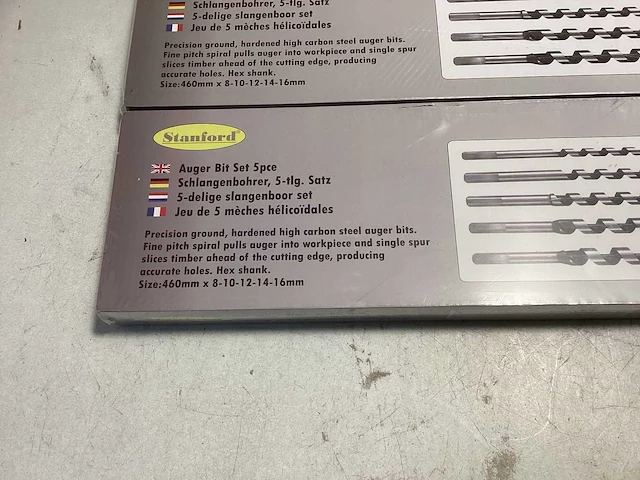 Schlangenbohrer, 5-tlg. Satz
5-delige slangenboor set
Jeu de 5 mèches hélicoïdales
Precision ground, hardened high carbon steel auger bits.
Fine pitch spiral pulls auger into workpiece and single spur
slices timber ahead of the cutting edge, producing
accurate holes. Hex shank.
Size:460mm x 8-10-12-14-16mm
Stanford
Auger Bit Set 5pce
Schlangenbohrer, 5-tlg. Satz
5-delige slangenboor set
Jeu de 5 mèches hélicoïdales
Precision ground, hardened high carbon steel auger bits.
Fine pitch spiral pulls auger into workpiece and single spur
slices timber ahead of the cutting edge, producing
accurate holes. Hex shank.
Size:460mm x 8-10-12-14-16mm